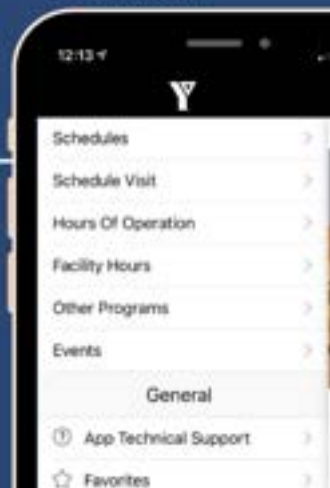 12:13
Schedules
Schedule Visit
Hours Of Operation
Facility Hours
Other Programs
Events
General
App Technical Support
Favorites